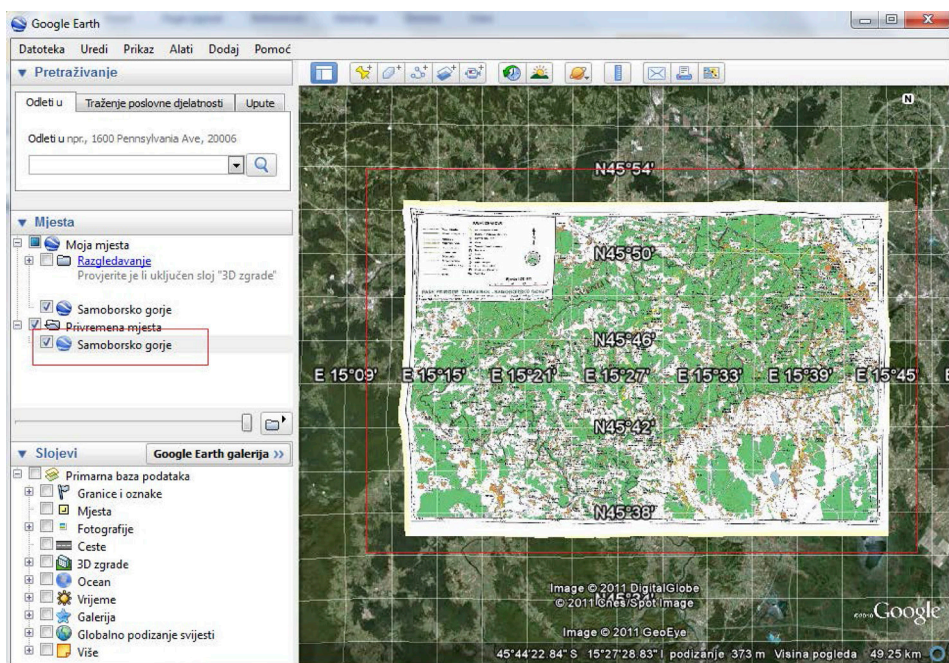 Google Earth
Datoteka Uredi Prikaz Alati Dodaj Pomoć
Pretraživanje
Odleti u Traženje poslovne djelatnosti Upute
Odleti u npr., 1600 Pennsylvania Ave, 20006
Mjesta
Moja mjesta
Razgledavanje
Provjerite je li uključen sloj "3D zgrade"
Samoborsko gorje
Privremena mjesta
Samoborsko gorje
Slojevi
Google Earth galerija »
Primarna baza podataka
Granice i oznake
Mjesta
Fotografije
Ceste
3D zgrade
Ocean
Vrijeme
Galerija
Globalno podizanje svijesti
Više
N
N45°54'
N45°50'
N45°46'
E 15°09' E 15°15' E 15°21' E 15°27' E 15°33' E 15°39' E 15°45' E
N45°42'
N45°38'
N45°34'
Image © 2011 DigitalGlobe
© 2011 Cnes/Spot Image
Image © 2011 GeoEye
©2010 Google
45°44'22.84" S 15°27'28.83" I podizanje 373 m Visina pogleda 49.25 km